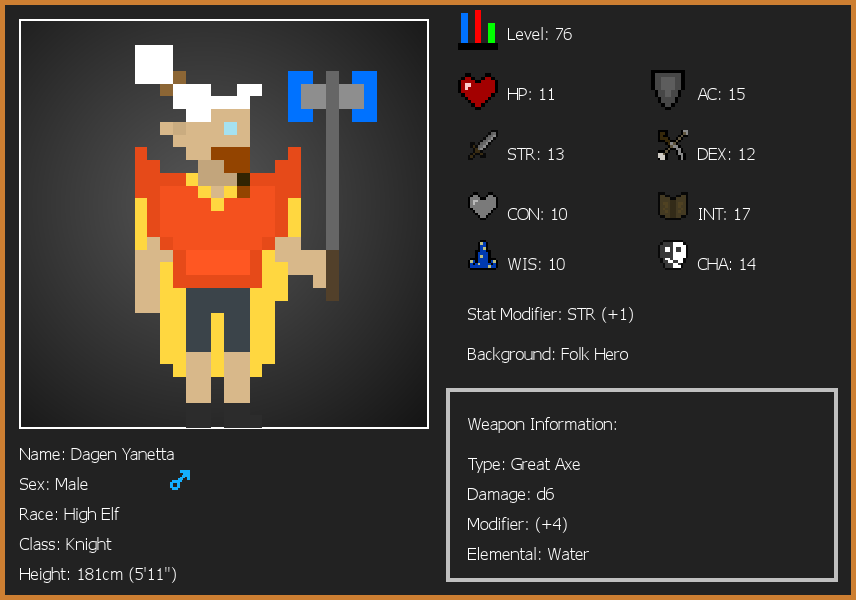 Level: 76
HP: 11
AC: 15
STR: 13
DEX: 12
CON: 10
INT: 17
WIS: 10
CHA: 14
Stat Modifier: STR (+1)
Background: Folk Hero
Weapon Information:
Type: Great Axe
Damage: d6
Modifier: (+4)
Elemental: Water
Name: Dagen Yanetta
Sex: Male
Race: High Elf
Class: Knight
Height: 181cm (5'11")